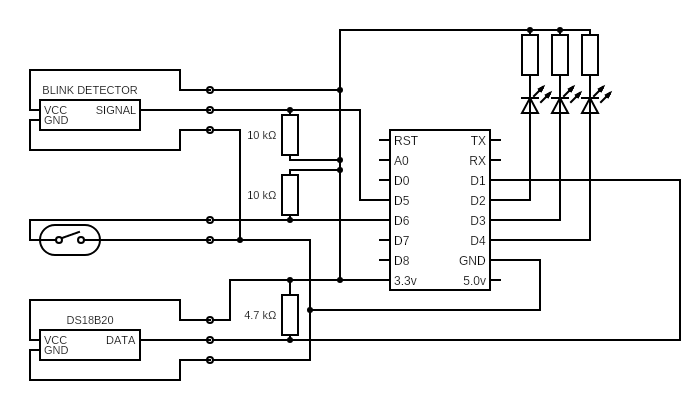 BLINK DETECTOR
VCC
SIGNAL
GND
10 kΩ
10 kΩ
RST
TX
A0
RX
D0
D1
D5
D2
D6
D3
D7
D4
D8
GND
3.3v
5.0v
4.7 kΩ
DS18B20
VCC
DATA
GND